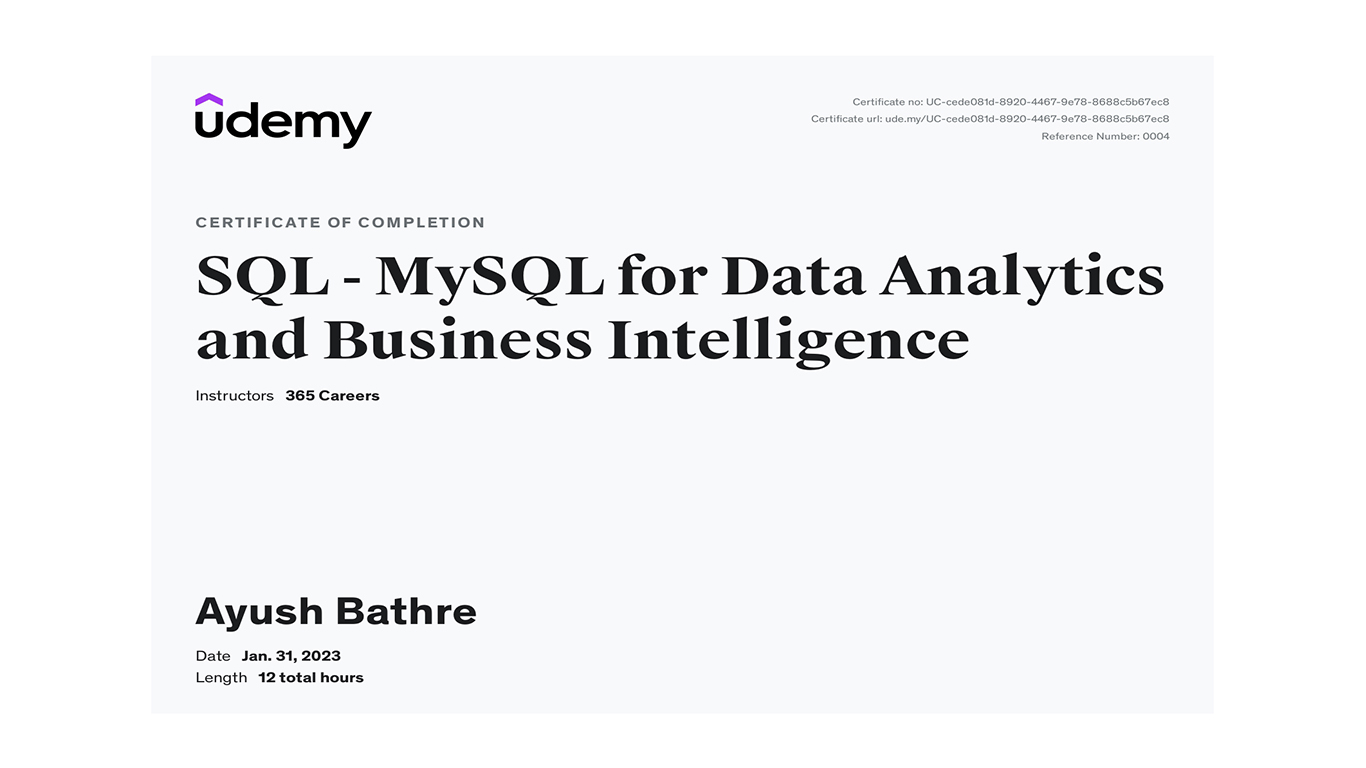 udemy
Certificate no: UC-cede081d-8920-4467-9e78-8688c5b67ec8
Certificate url: ude.my/UC-cede081d-8920-4467-9e78-8688c5b67ec8
Reference Number: 0004
CERTIFICATE OF COMPLETION
SQL - MySQL for Data Analytics
and Business Intelligence
Instructors 365 Careers
Ayush Bathre
Date Jan. 31, 2023
Length 12 total hours